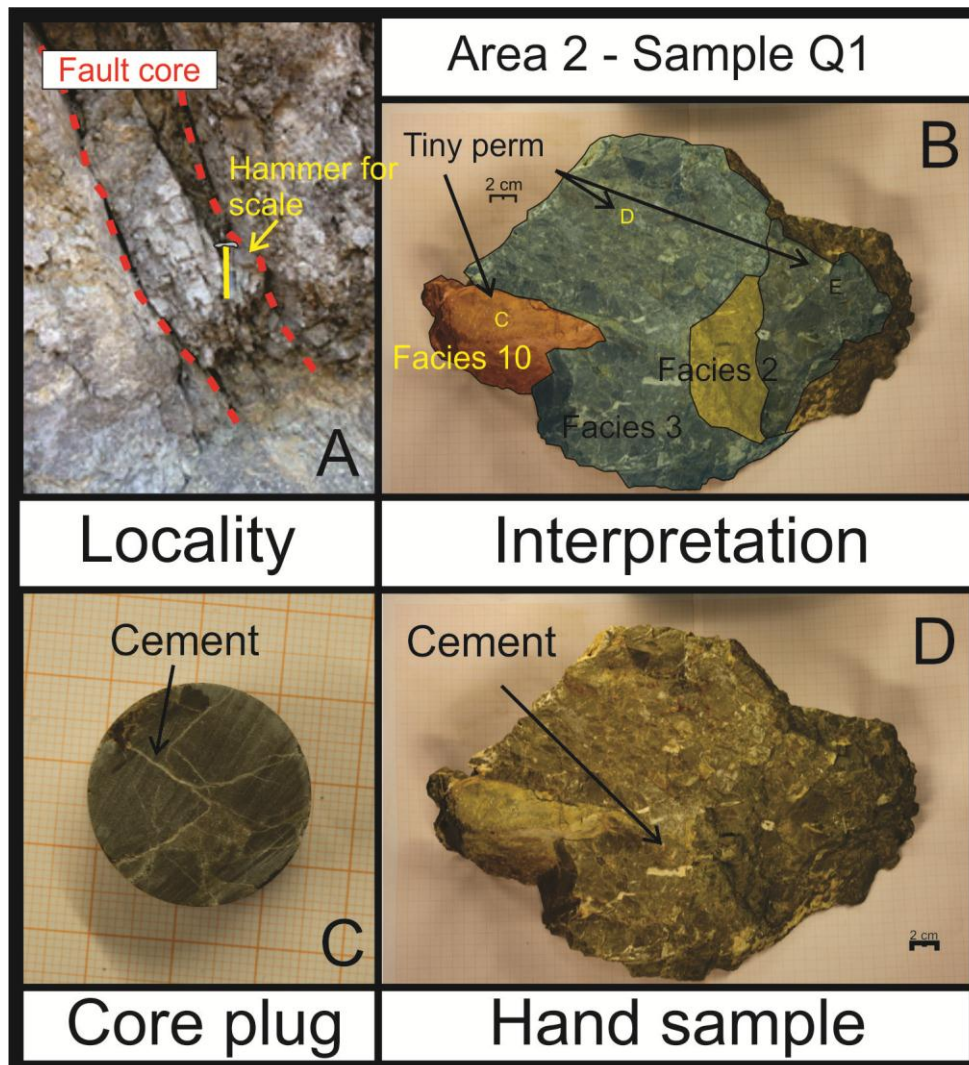 Fault core
Hammer for
scale
A
Locality
Area 2 - Sample Q1
Tiny perm
B
2 cm
D
E
C
Facies 10
Facies 2
Facies 3
Interpretation
Cement
C
Core plug
Cement
D
2 cm
Hand sample